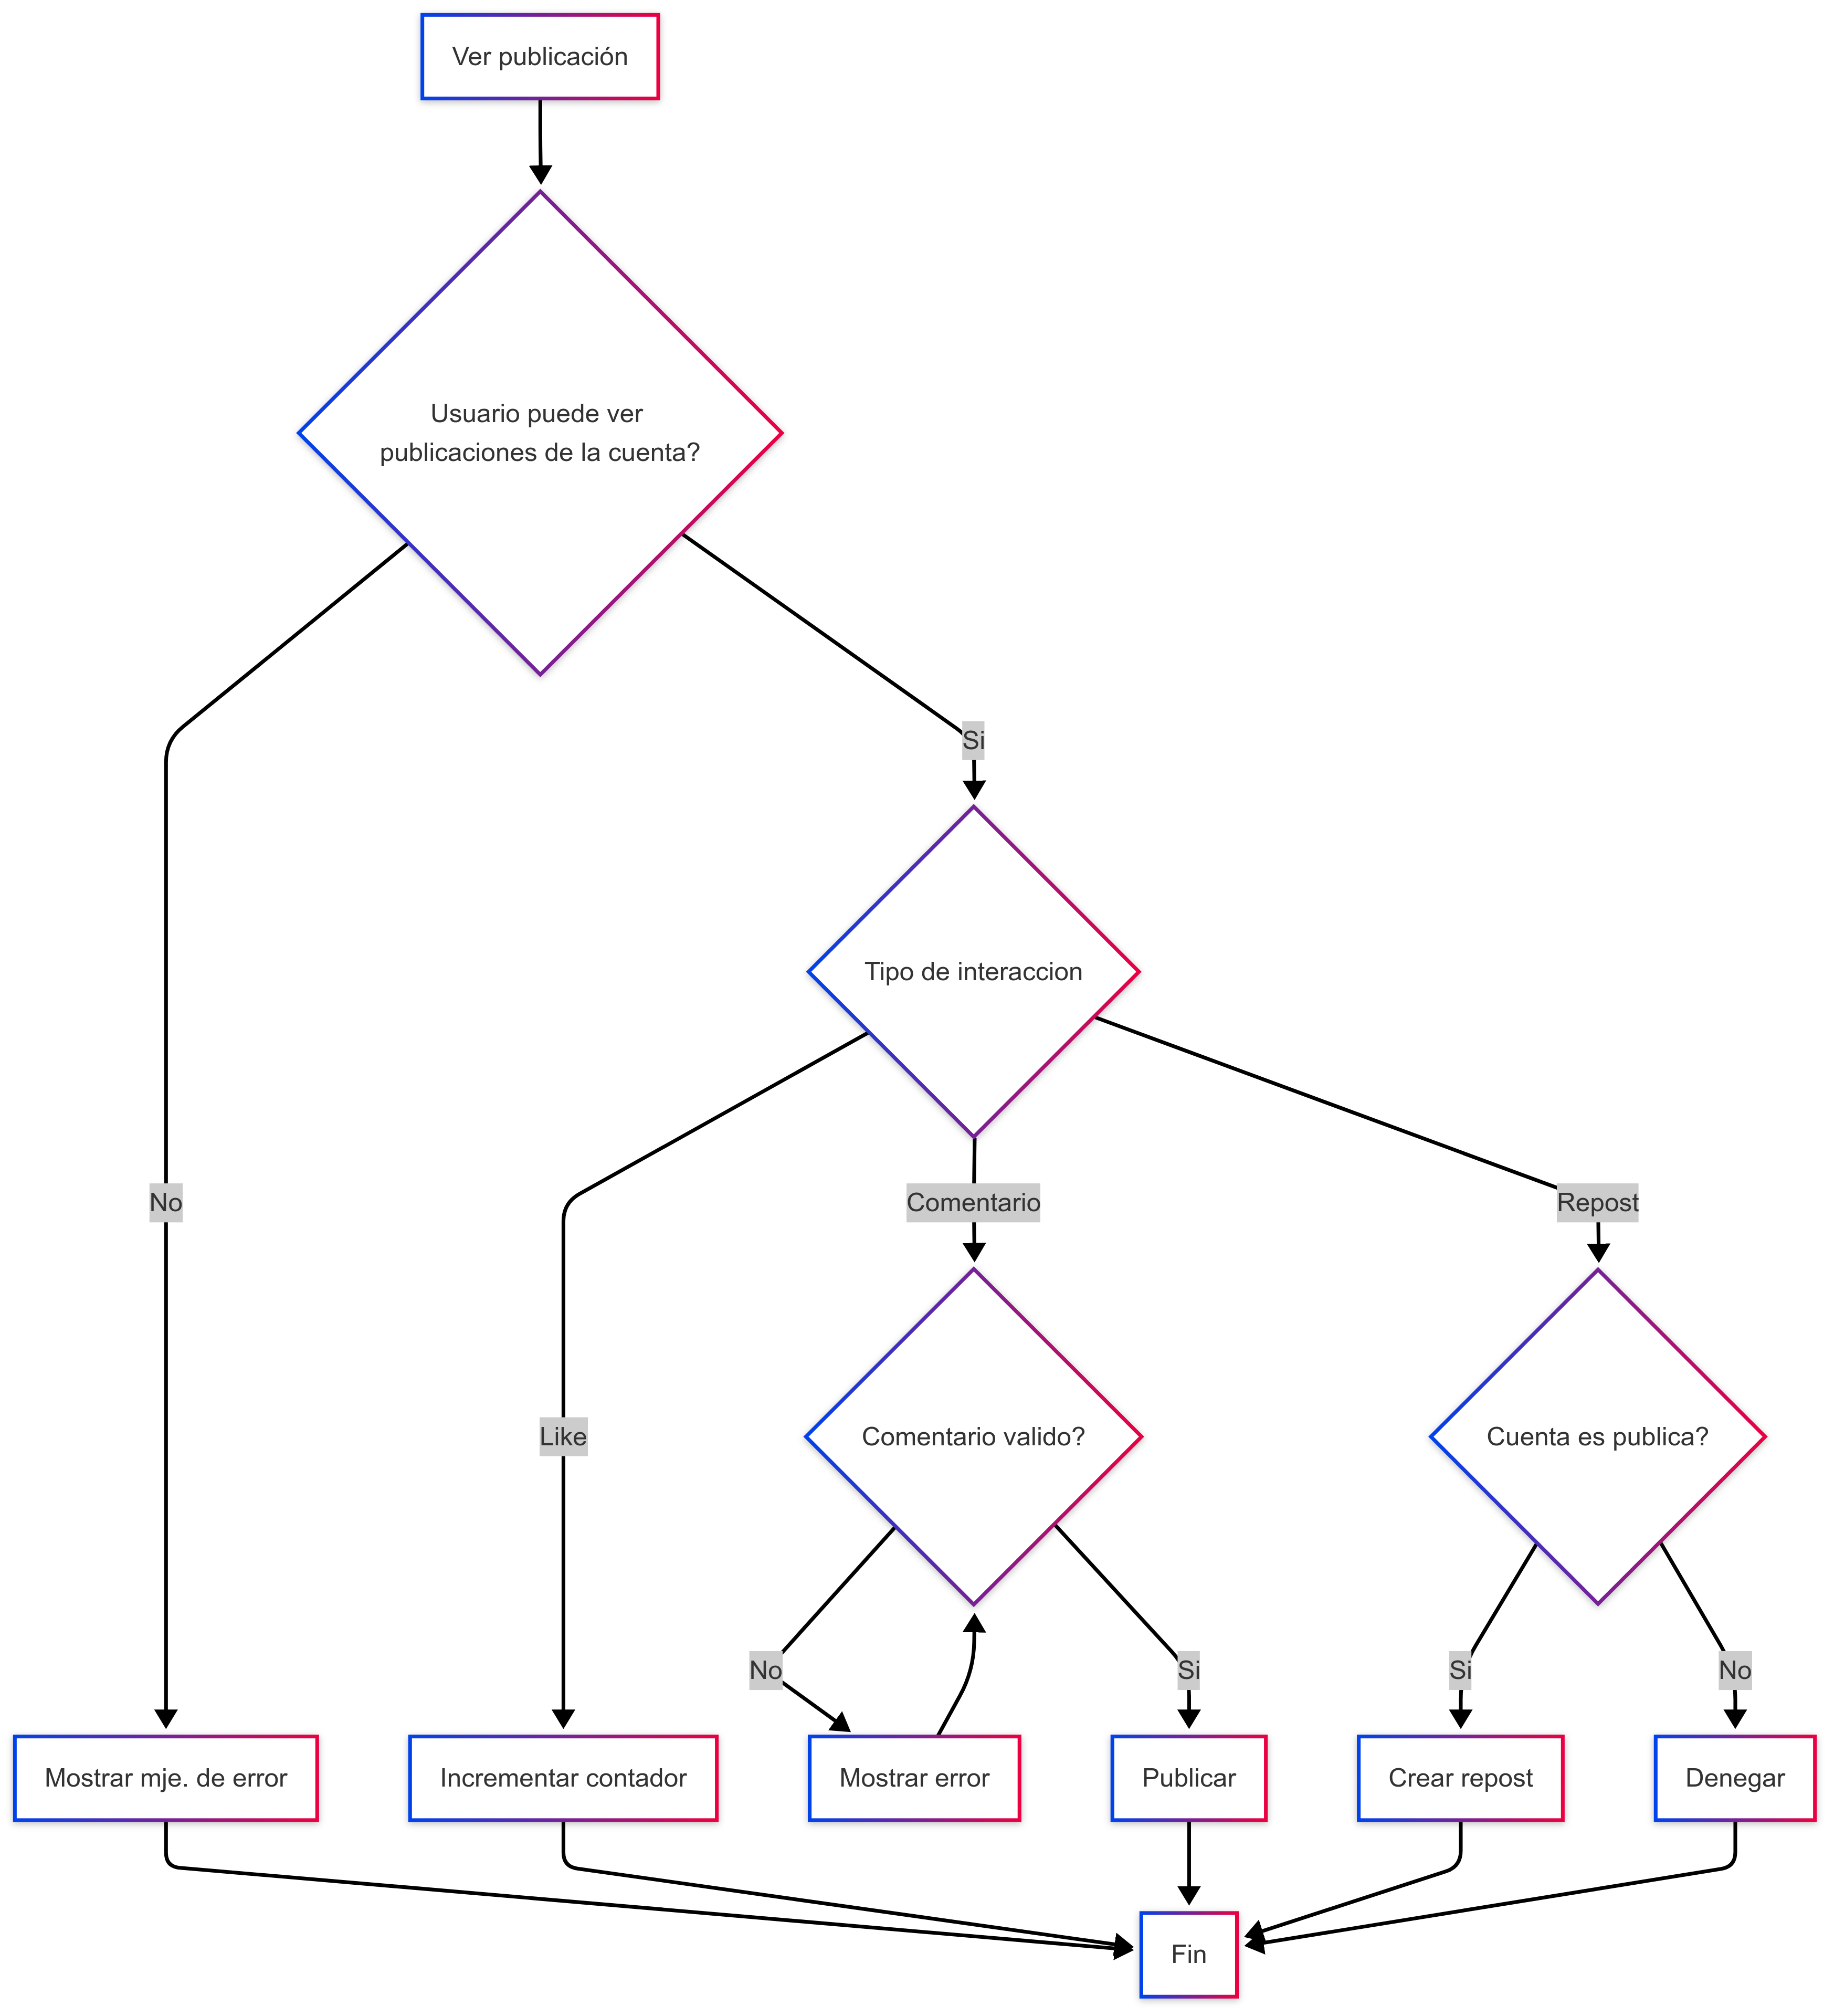 Ver publicación
Usuario puede ver
publicaciones de la cuenta?
Si
Tipo de interaccion
No
Comentario
Repost
Like
Comentario valido?
Cuenta es publica?
No
Si
Si
No
Mostrar mje. de error
Incrementar contador
Mostrar error
Publicar
Crear repost
Denegar
Fin